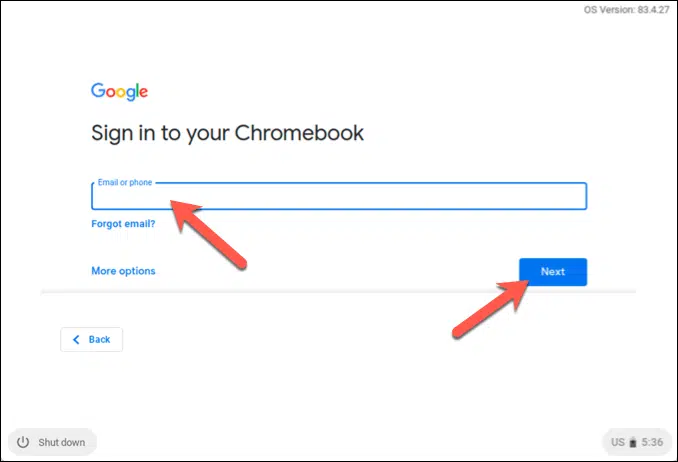 OS Version: 83.4.27
Google
Sign in to your Chromebook
Email or phone
Forgot email?
More options
Next
Back
Shut down
US 5:36